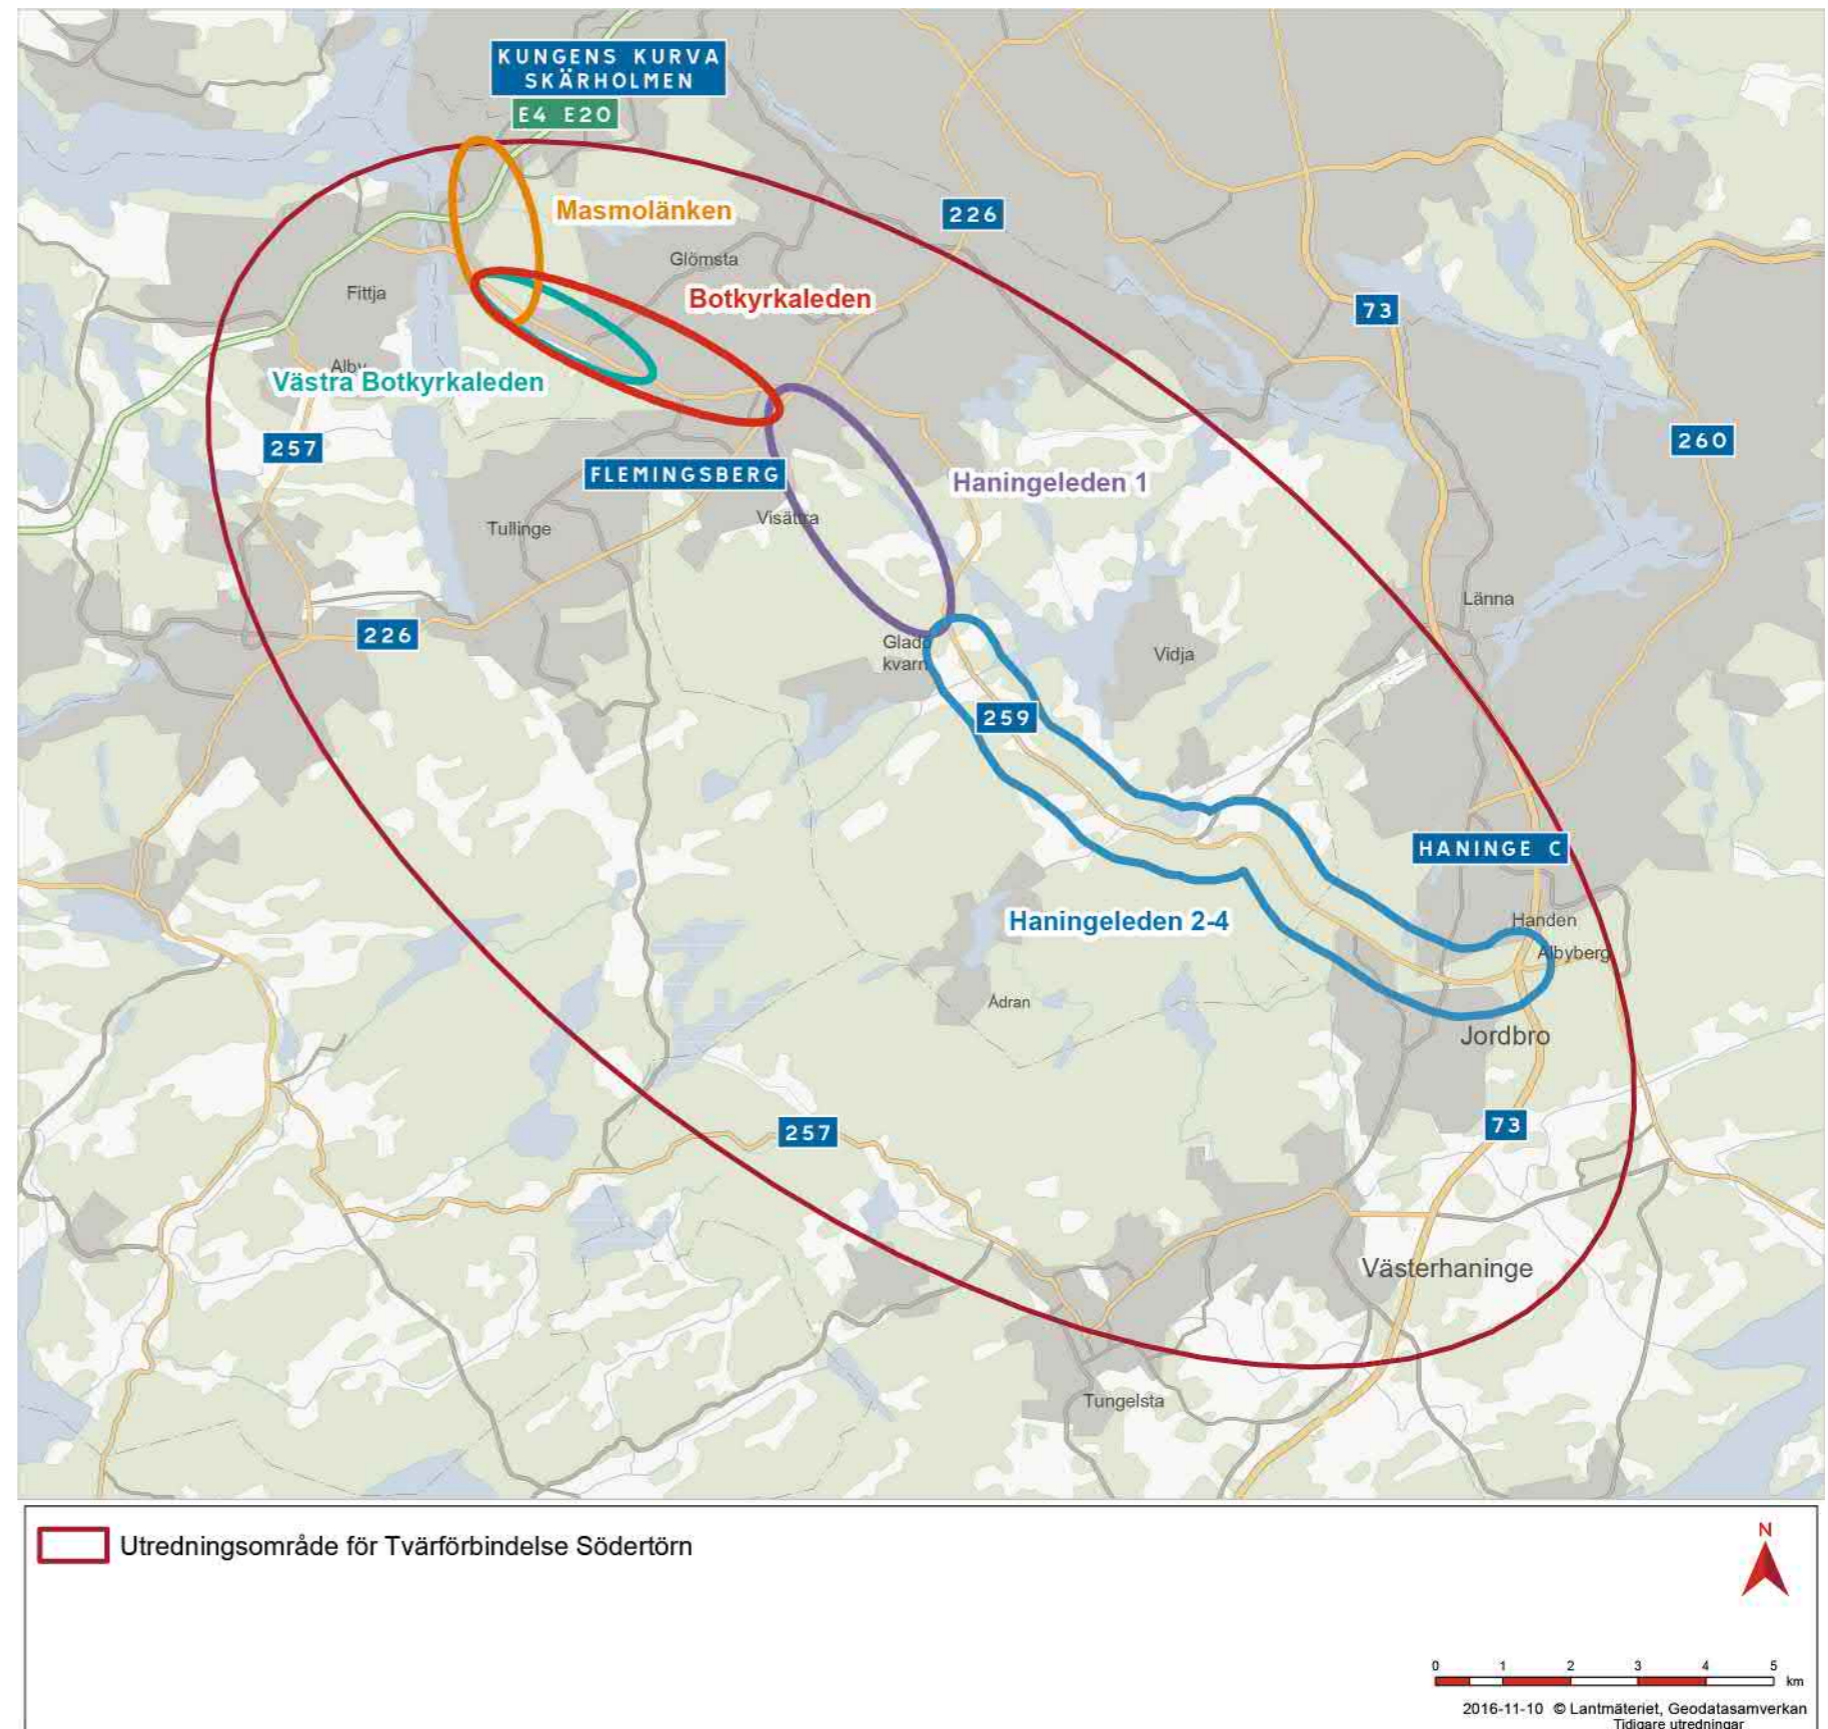 KUNGENS KURVA
SKÄRHOLMEN
E4 E20
Masmolänken
226
Glömsta
Fittja
Botkyrkaleden
73
Alby
Västra Botkyrkaleden
257
260
FLEMINGSBERG
Haningeleden 1
Visättra
Tullinge
Länna
226
Gladö
kvarn
Vidja
259
HANINGE C
Haningeleden 2-4
Handen
Albyberg
Ådran
Jordbro
257
73
Västerhaninge
Tungelsta
Utredningsområde för Tvärförbindelse Södertörn
N
0 1 2 3 4 5
km
2016-11-10 © Lantmäteriet, Geodatasamverkan
Tidigare utredningar